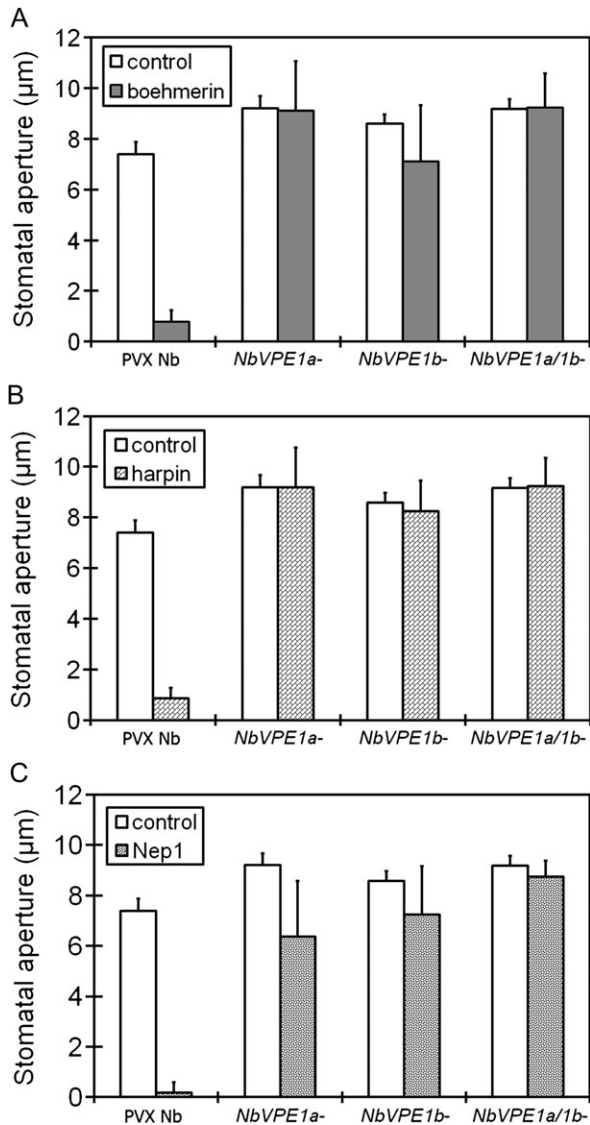 A
Stomatal aperture (µm)
12
10
8
6
4
2
0
control
boehmerin
PVX Nb NbVPE1a- NbVPE1b- NbVPE1a/1b-
B
Stomatal aperture (µm)
12
10
8
6
4
2
0
control
harpin
PVX Nb NbVPE1a- NbVPE1b- NbVPE1a/1b-
C
Stomatal aperture (µm)
12
10
8
6
4
2
0
control
Nep1
PVX Nb NbVPE1a- NbVPE1b- NbVPE1a/1b-